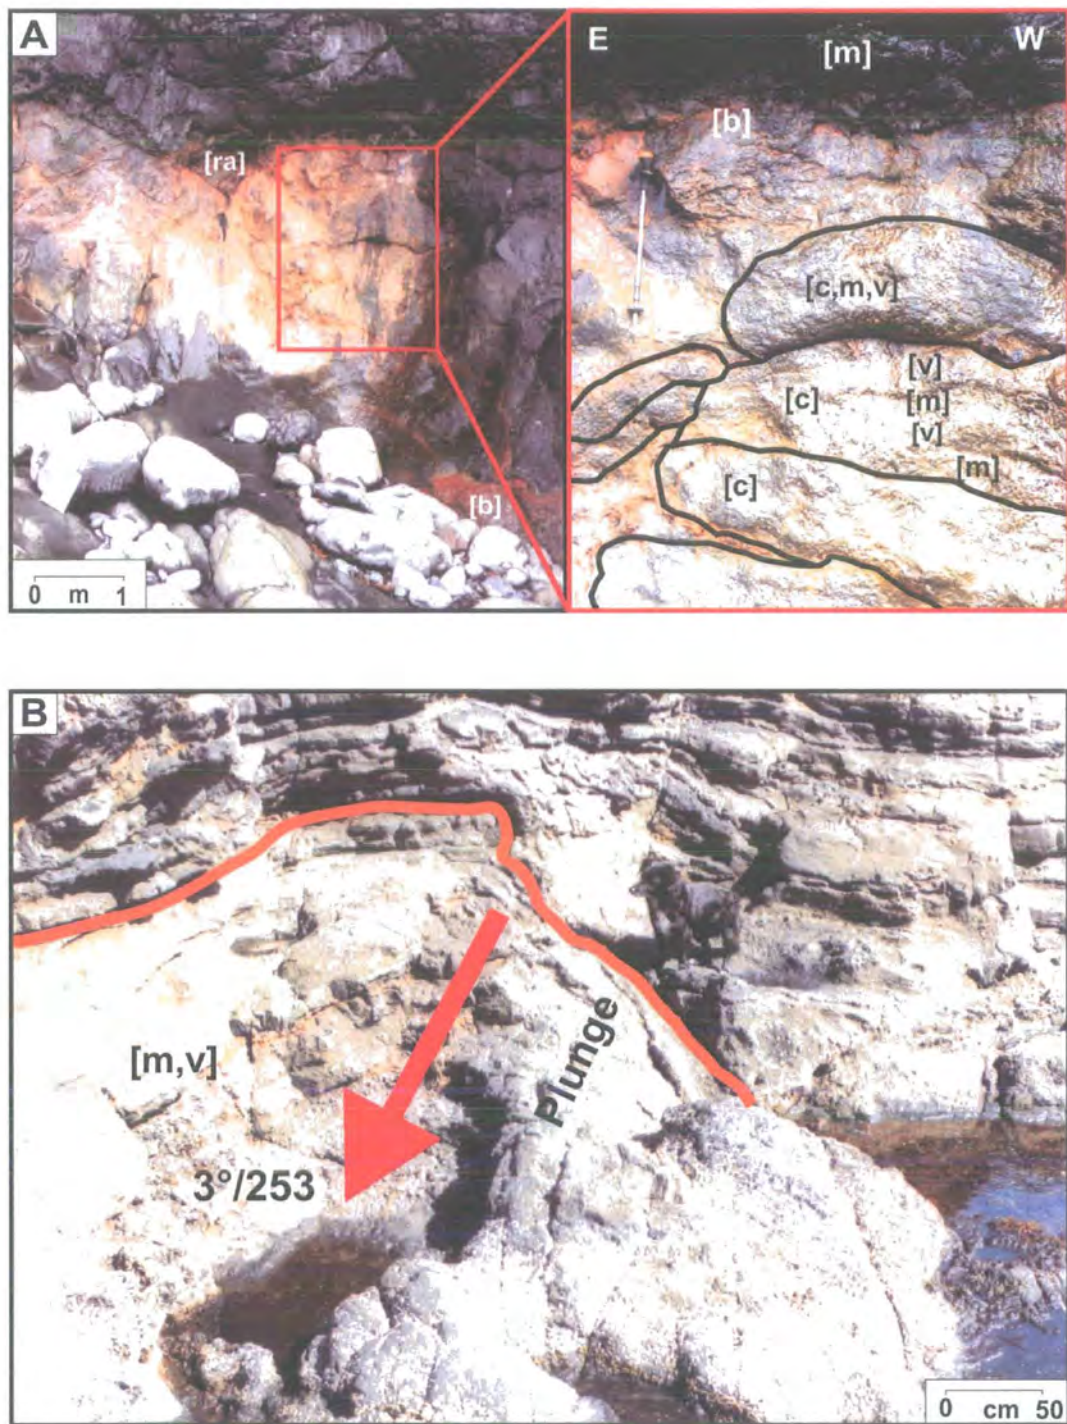 A
[ra]
[b]
0 m 1
E W
[m]
[b]
[c,m,v]
[v]
[c] [m]
[v]
[m]
[c]
B
[m,v]
Plunge
3°/253
0 cm 50